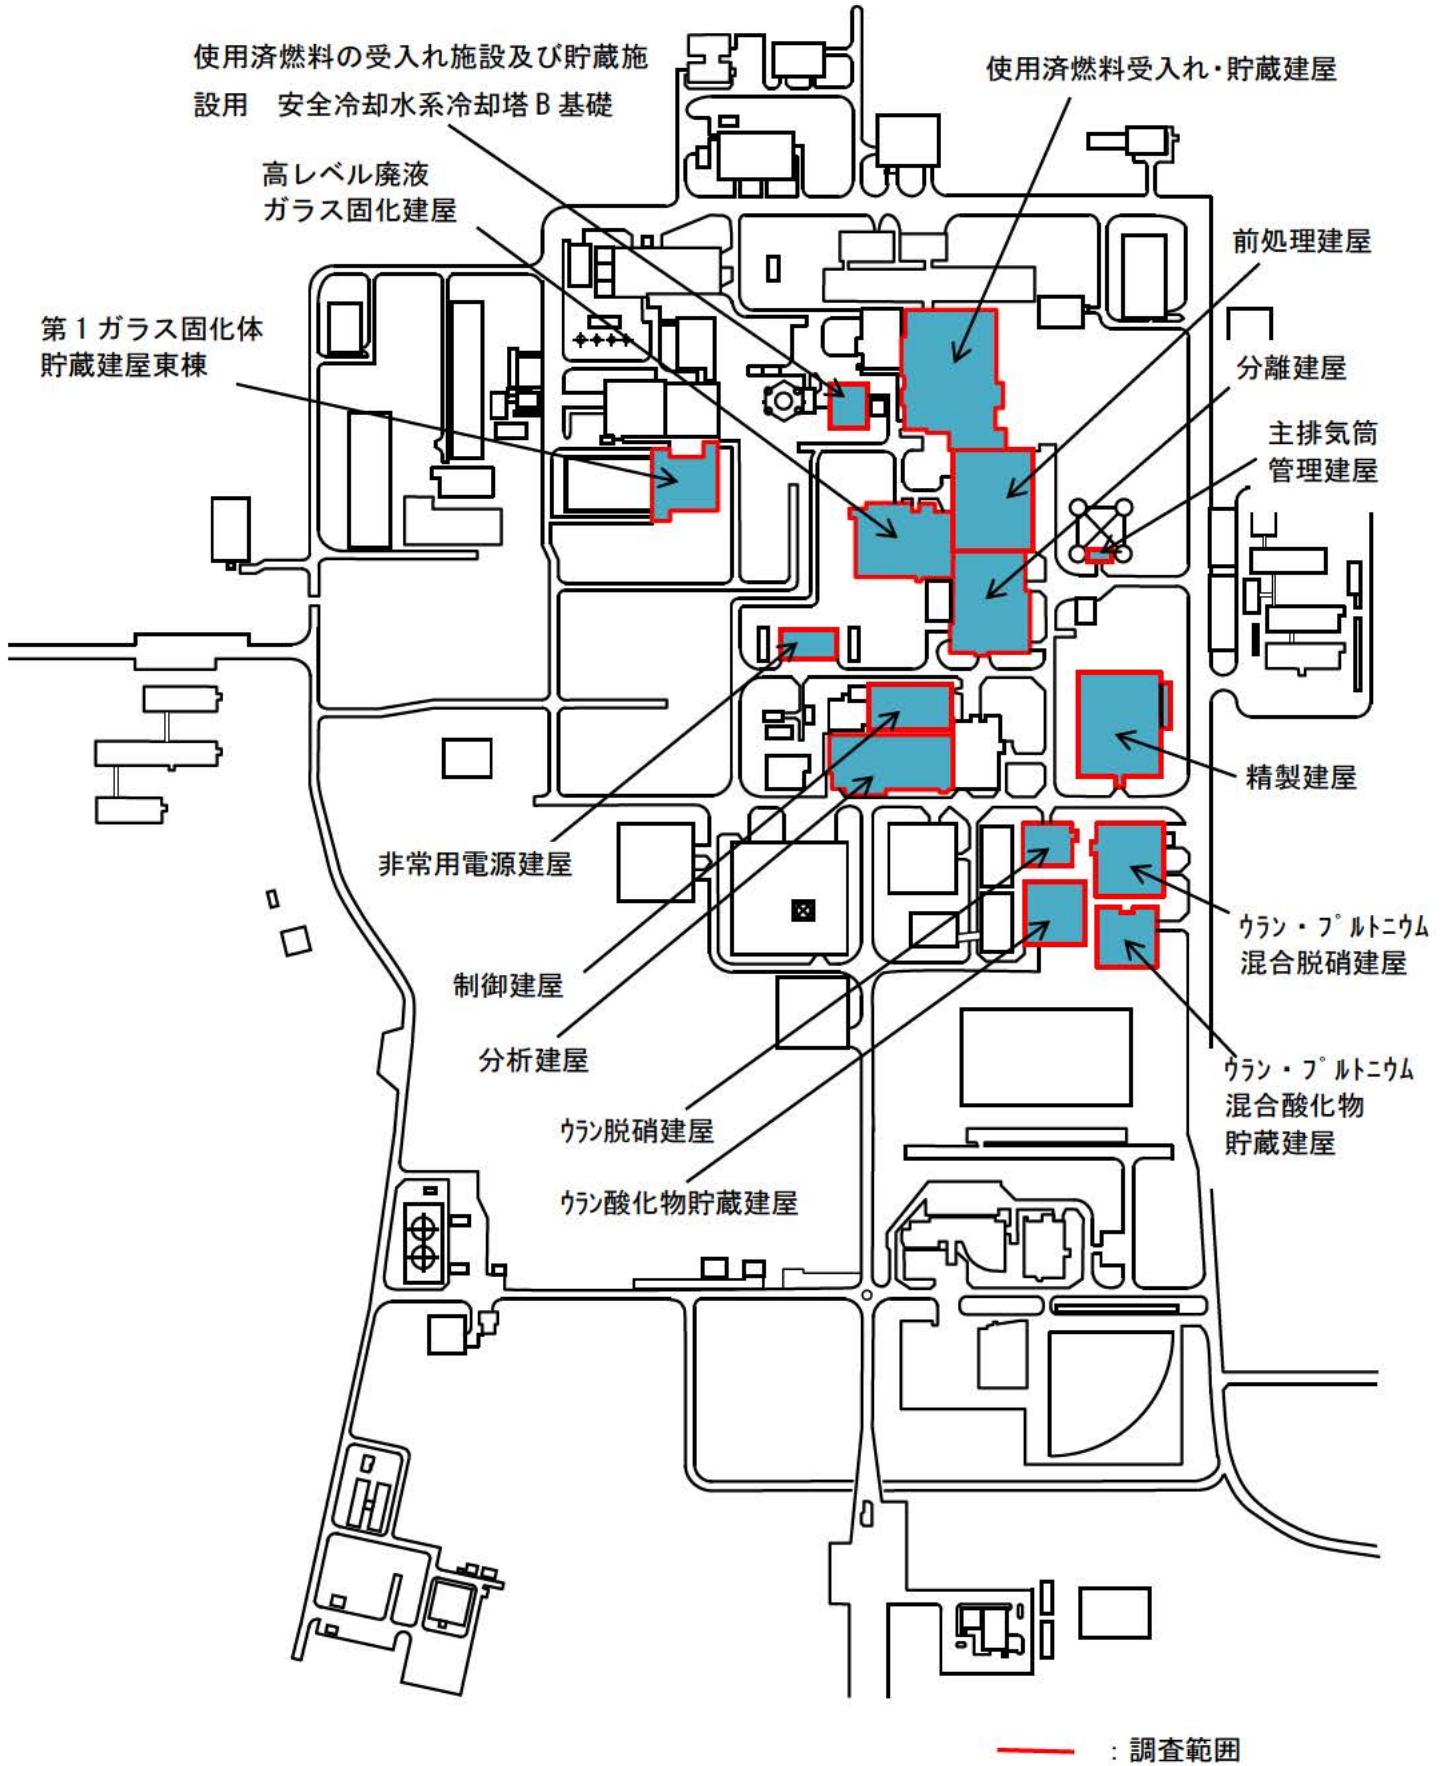 使用済燃料の受入れ施設及び貯蔵施
設用　安全冷却水系冷却塔 B 基礎
使用済燃料受入れ・貯蔵建屋
高レベル廃液
ガラス固化建屋
前処理建屋
第１ガラス固化体
貯蔵建屋東棟
分離建屋
主排気筒
管理建屋
精製建屋
非常用電源建屋
ｳﾗﾝ・ﾌﾟﾙﾄﾆｳﾑ
混合脱硝建屋
制御建屋
分析建屋
ｳﾗﾝ・ﾌﾟﾙﾄﾆｳﾑ
混合酸化物
貯蔵建屋
ｳﾗﾝ脱硝建屋
ｳﾗﾝ酸化物貯蔵建屋
：調査範囲